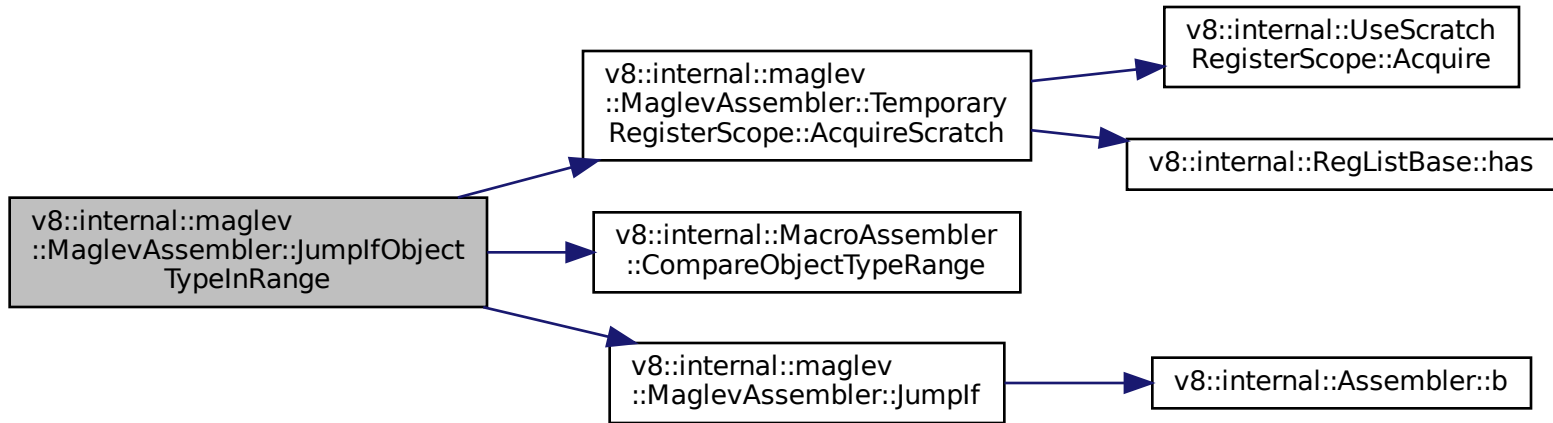 v8::internal::maglev
::MaglevAssembler::JumpIfObject
TypeInRange
v8::internal::maglev
::MaglevAssembler::Temporary
RegisterScope::AcquireScratch
v8::internal::UseScratch
RegisterScope::Acquire
v8::internal::RegListBase::has
v8::internal::MacroAssembler
::CompareObjectTypeRange
v8::internal::maglev
::MaglevAssembler::JumpIf
v8::internal::Assembler::b